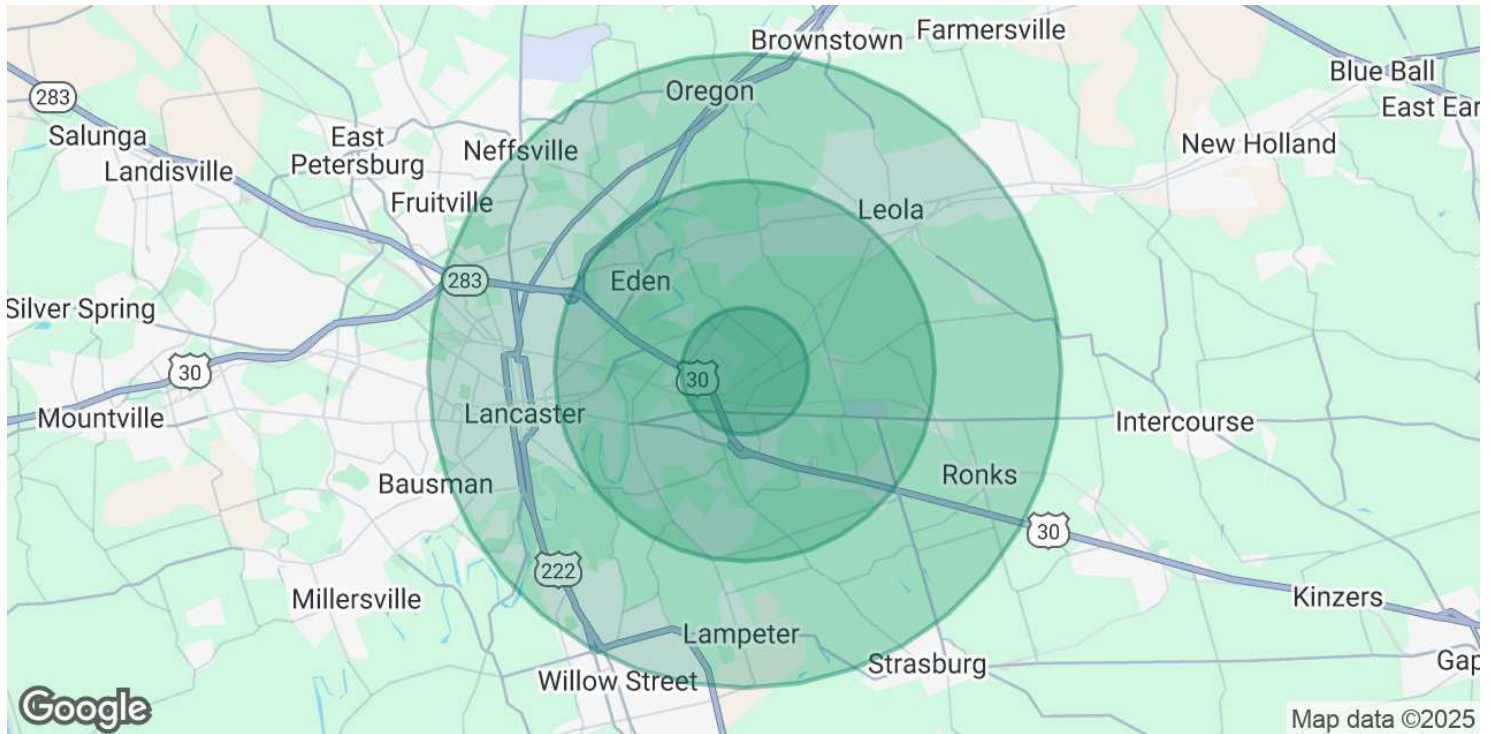 Brownstown
Farmersville
Blue Ball
283
Oregon
East Ear
Salunga
East
Petersburg
Neffsville
New Holland
Landisville
Fruitville
Leola
283
Eden
Silver Spring
30
30
Mountville
Lancaster
Intercourse
Bausman
Ronks
30
222
Millersville
Kinzers
Lampeter
Strasburg
Gap
Willow Street
Google
Map data ©2025